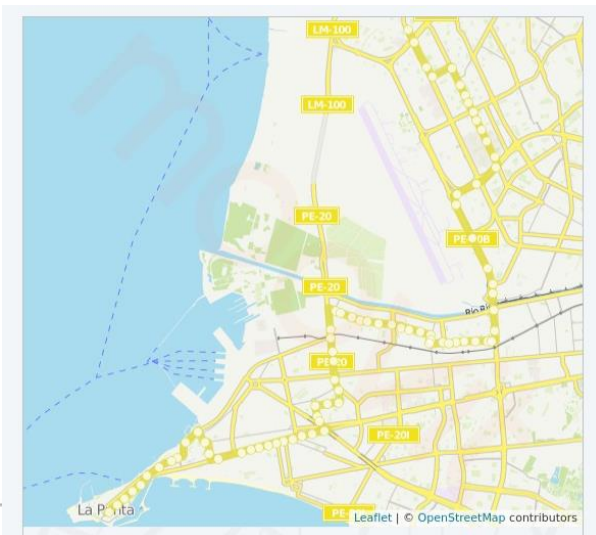 LM-100
LM-100
PE-20
PE-20
PE-20
PE-20I
La Punta
Leaflet | © OpenStreetMap contributors